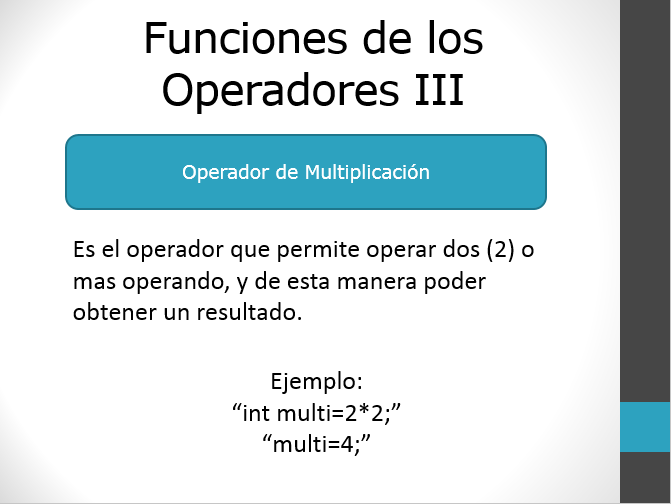 Funciones de los
Operadores III
Operador de Multiplicación
Es el operador que permite operar dos (2) o
mas operando, y de esta manera poder
obtener un resultado.
Ejemplo:
“int multi=2*2;”
“multi=4;”